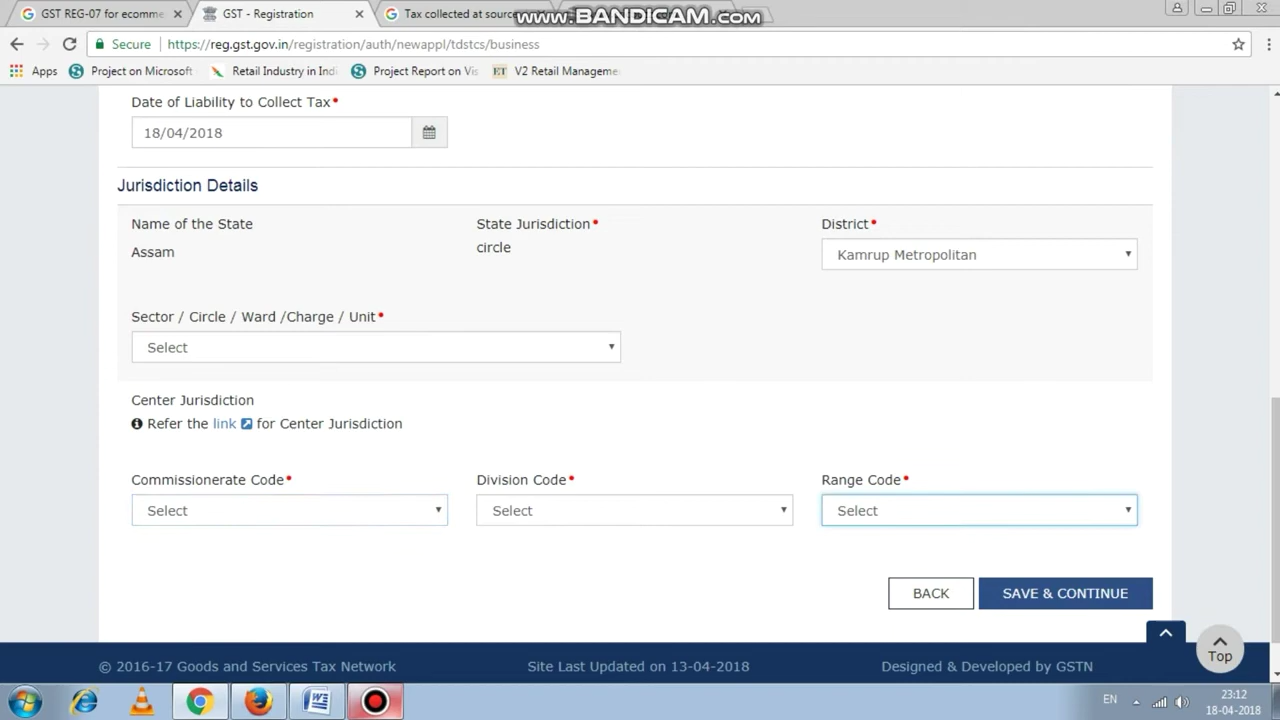 GST REG-07 for ecomme
GST - Registration
Tax collected at source
www.BANDICAM.com
Secure
https://reg.gst.gov.in/registration/auth/newappl/tdstcs/business
Apps
Project on Microsoft
Retail Industry in Indi
Project Report on Vis
ET
V2 Retail Manageme
Date of Liability to Collect Tax*
18/04/2018
Jurisdiction Details
Name of the State
State Jurisdiction*
District*
Assam
circle
Kamrup Metropolitan
Sector / Circle / Ward /Charge / Unit*
Select
Center Jurisdiction
Refer the link for Center Jurisdiction
Commissionerate Code*
Division Code*
Range Code*
Select
Select
Select
BACK
SAVE & CONTINUE
Top
© 2016-17 Goods and Services Tax Network
Site Last Updated on 13-04-2018
Designed & Developed by GSTN
EN
23:12
18-04-2018